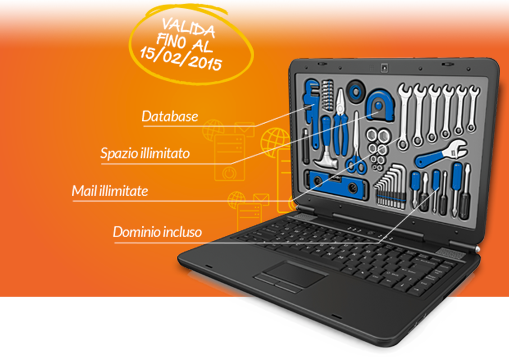 VALIDA
FINO AL
15/02/2015
Database
Spazio illimitato
Mail illimitate
Dominio incluso